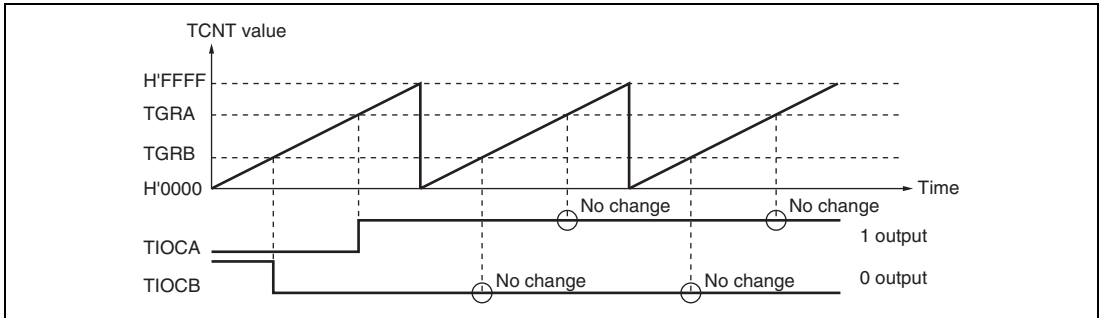 TCNT value
H'FFFF
TGRA
TGRB
H'0000
Time
No change
No change
TIOCA
1 output
No change
No change
TIOCB
0 output